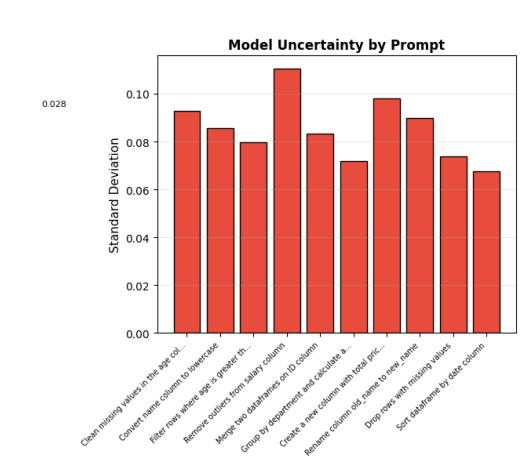 Model Uncertainty by Prompt
0.028
Standard Deviation
0.10
0.08
0.06
0.04
0.02
0.00
Clean missing values in the age col...
Convert name column to lowercase
Filter rows where age is greater th...
Remove outliers from salary column
Merge two dataframes on ID column
Group by department and calculate a...
Create a new column with total pric...
Rename column old_name to new_name
Drop rows with missing values
Sort dataframe by date column